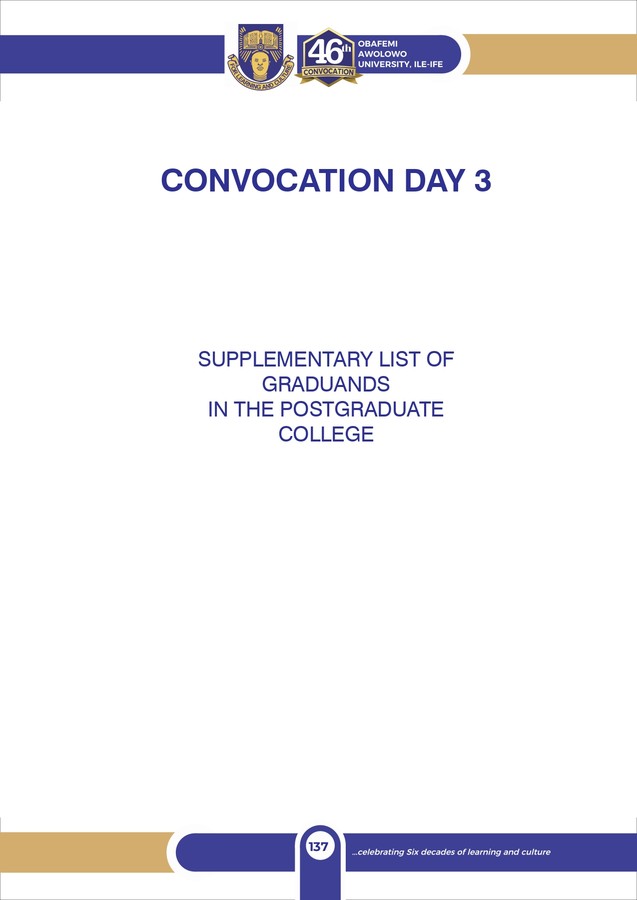 FOR LEARNING AND CULTURE
46th
CONVOCATION
OBAFEMI
AWOLOWO
UNIVERSITY, ILE-IFE
CONVOCATION DAY 3
SUPPLEMENTARY LIST OF
GRADUANDS
IN THE POSTGRADUATE
COLLEGE
137
...celebrating Six decades of learning and culture